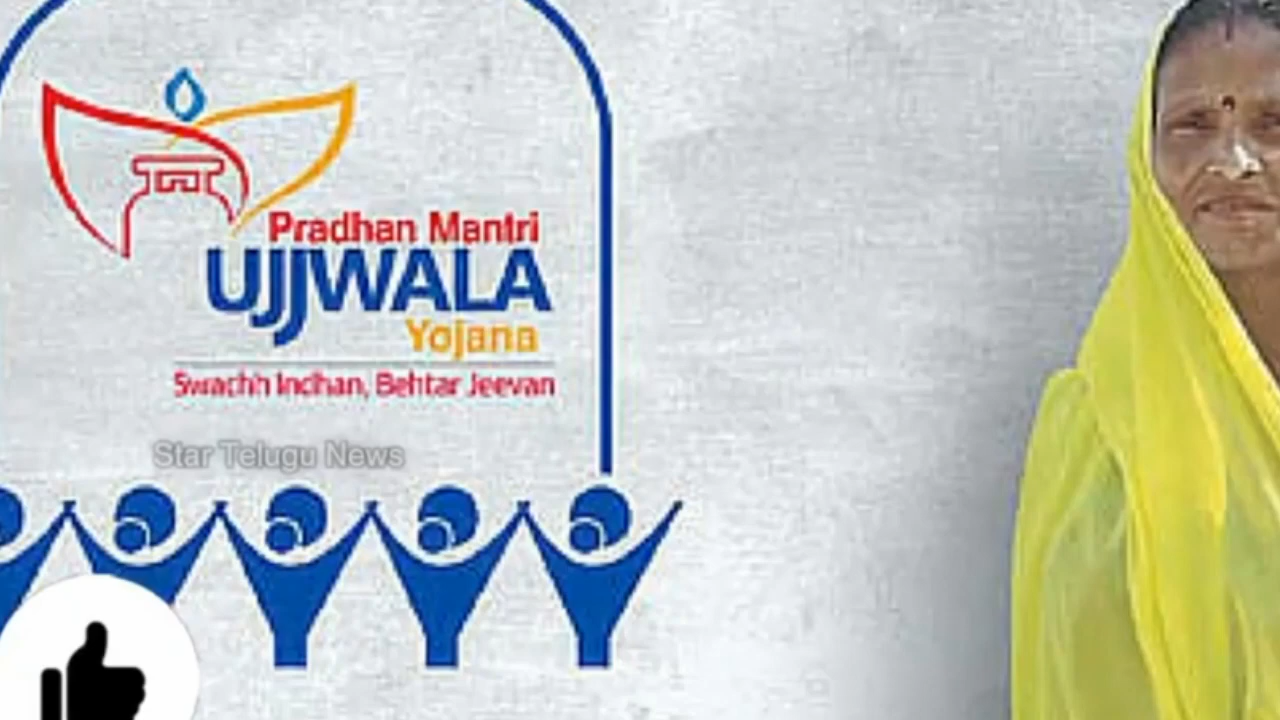 Pradhan Mantri
UJJWALA
Yojana
Swachh Indhan, Behtar Jeevan
Star Telugu News